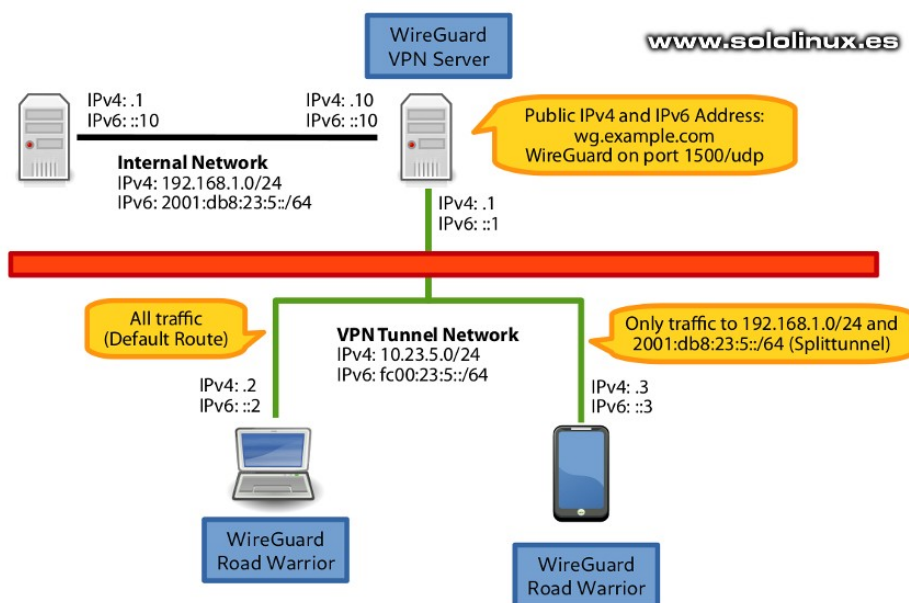 www.sololinux.es
WireGuard
VPN Server
IPv4: .1
IPv6: ::10
IPv4: .10
IPv6: ::10
Public IPv4 and IPv6 Address:
wg.example.com
WireGuard on port 1500/udp
Internal Network
IPv4: 192.168.1.0/24
IPv6: 2001:db8:23:5::/64
IPv4: .1
IPv6: ::1
All traffic
(Default Route)
VPN Tunnel Network
IPv4: 10.23.5.0/24
IPv6: fc00:23:5::/64
Only traffic to 192.168.1.0/24 and
2001:db8:23:5::/64 (Splittunnel)
IPv4: .2
IPv6: ::2
IPv4: .3
IPv6: ::3
WireGuard
Road Warrior
WireGuard
Road Warrior